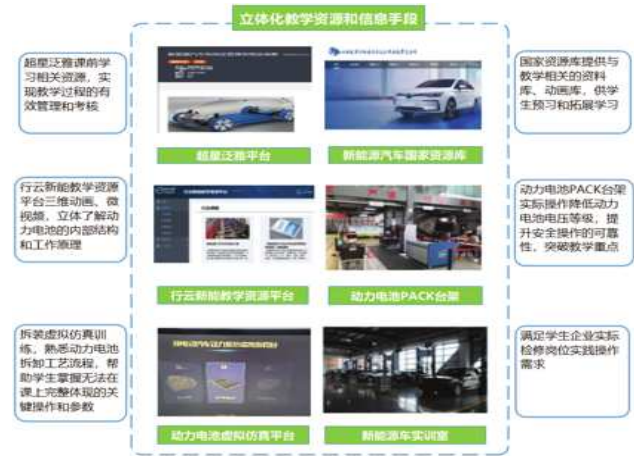 立体化教学资源和信息手段
超星泛雅课前学
习相关资源，实
现教学过程的有
效管理和考核
国家资源库提供与
教学相关的资料
库、动画库，供学
生预习和拓展学习
超星泛雅平台
新能源汽车国家资源库
行云新能教学资源
平台三维动画、微
视频，立体了解动
力电池的内部结构
和工作原理
动力电池PACK台架
实际操作降低动力
电池电压等级，提
升安全操作的可靠
性，突破教学重点
行云新能教学资源平台
动力电池PACK台架
拆装虚拟仿真训
练，熟悉动力电池
拆卸工艺流程，帮
助学生掌握无法在
课上完整体现的关
键操作和参数
满足学生企业实际
检修岗位实践操作
需求
动力电池虚拟仿真平台
新能源车实训室